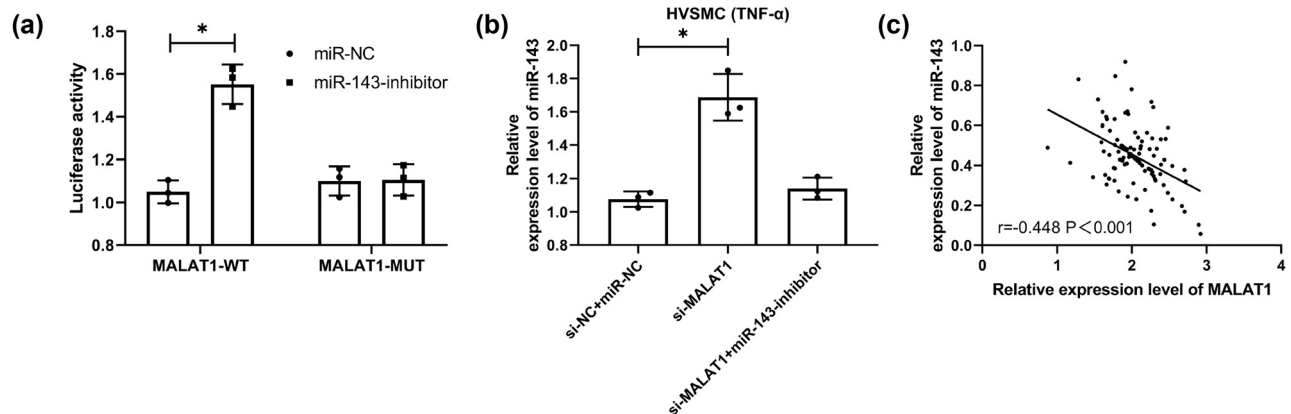 (a)
*
miR-NC
miR-143-inhibitor
Luciferase activity
1.8
1.6
1.4
1.2
1.0
0.8
MALAT1-WT
MALAT1-MUT
(b)
HVSMC (TNF-α)
*
Relative
expression level of miR-143
2.0
1.8
1.6
1.4
1.2
1.0
0.8
si-NC+miR-NC
si-MALAT1
si-MALAT1+miR-143-inhibitor
(c)
Relative
expression level of miR-143
1.0
0.8
0.6
0.4
0.2
0.0
r=-0.448 P<0.001
0
1
2
3
4
Relative expression level of MALAT1